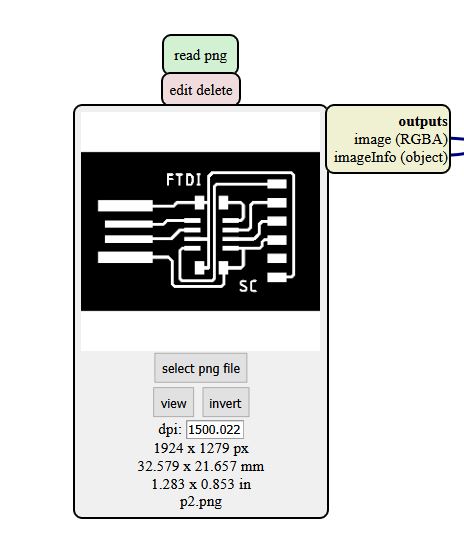 read png
edit delete
outputs
image (RGBA)
imageInfo (object)
FTDI
SC
select png file
view invert
dpi: 1500.022
1924 x 1279 px
32.579 x 21.657 mm
1.283 x 0.853 in
p2.png